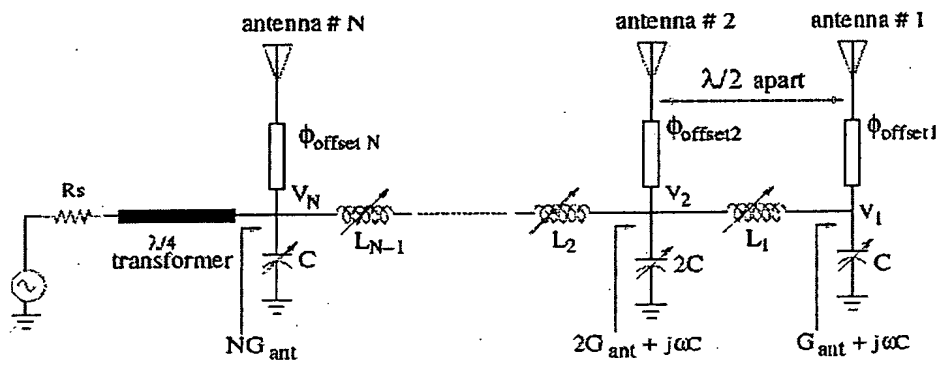 antenna # N
antenna # 2
antenna # 1
λ/2 apart
ϕoffset N
ϕoffset2
ϕoffset1
Rs
VN
V2
V1
λ/4
transformer
C
LN-1
L2
2C
L1
C
NGant
2Gant + jωC
Gant + jωC